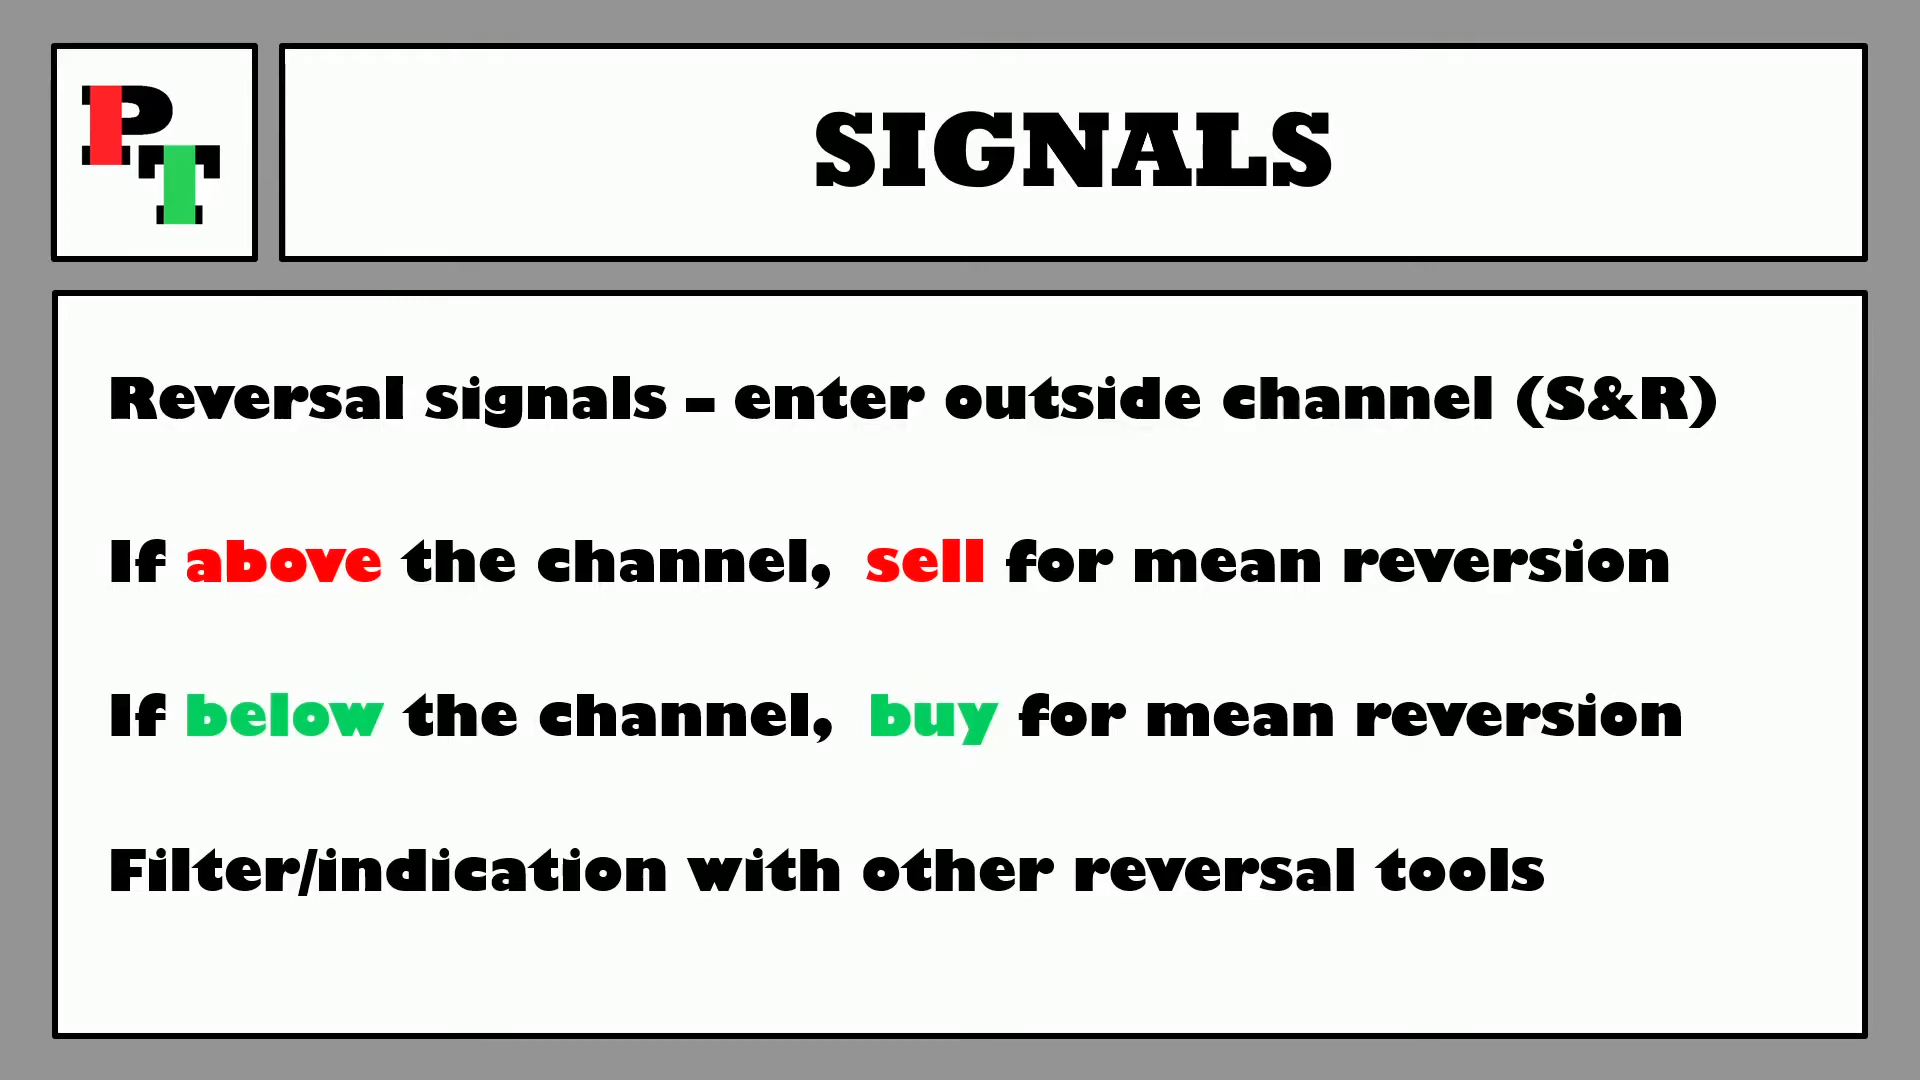 PT
SIGNALS
Reversal signals – enter outside channel (S&R)
If above the channel, sell for mean reversion
If below the channel, buy for mean reversion
Filter/indication with other reversal tools